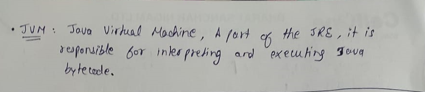 • JVM : Java Virtual Machine, A part of the JRE, it is
responsible for interpreting and executing Java
bytecode.